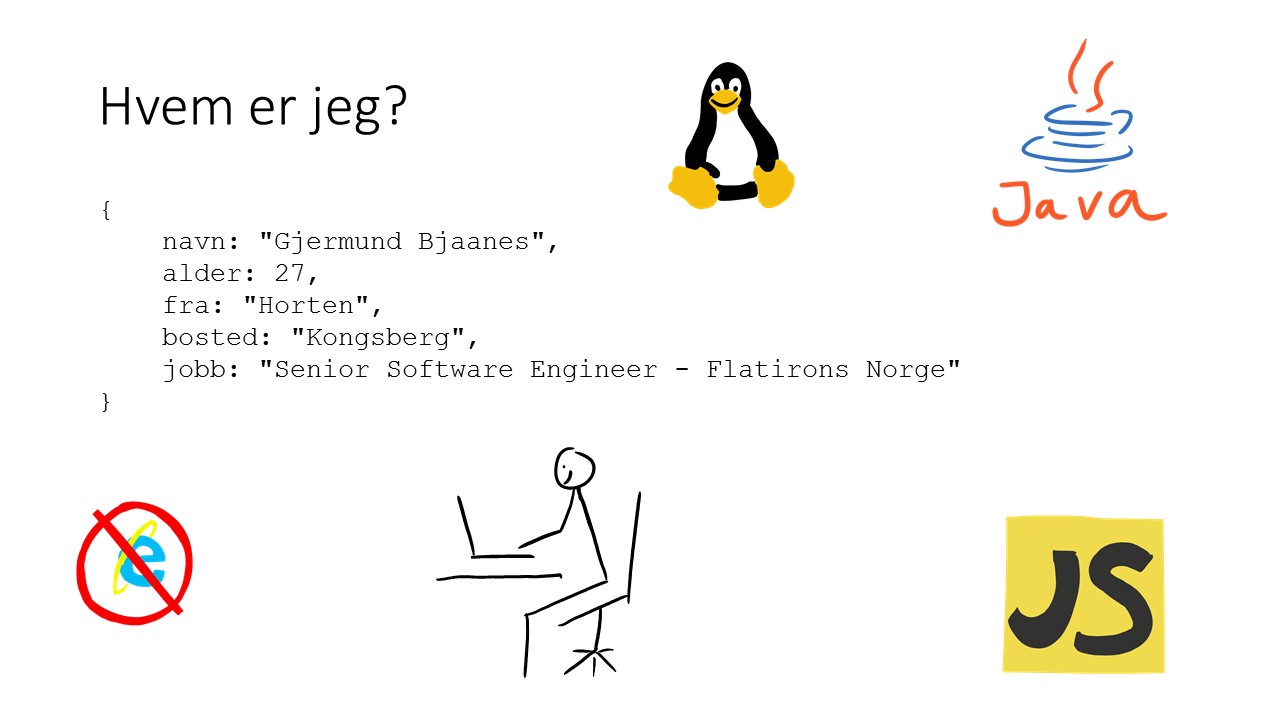 Hvem er jeg?
Java
{
navn: "Gjermund Bjaanes",
alder: 27,
fra: "Horten",
bosted: "Kongsberg",
jobb: "Senior Software Engineer - Flatirons Norge"
}
e
JS